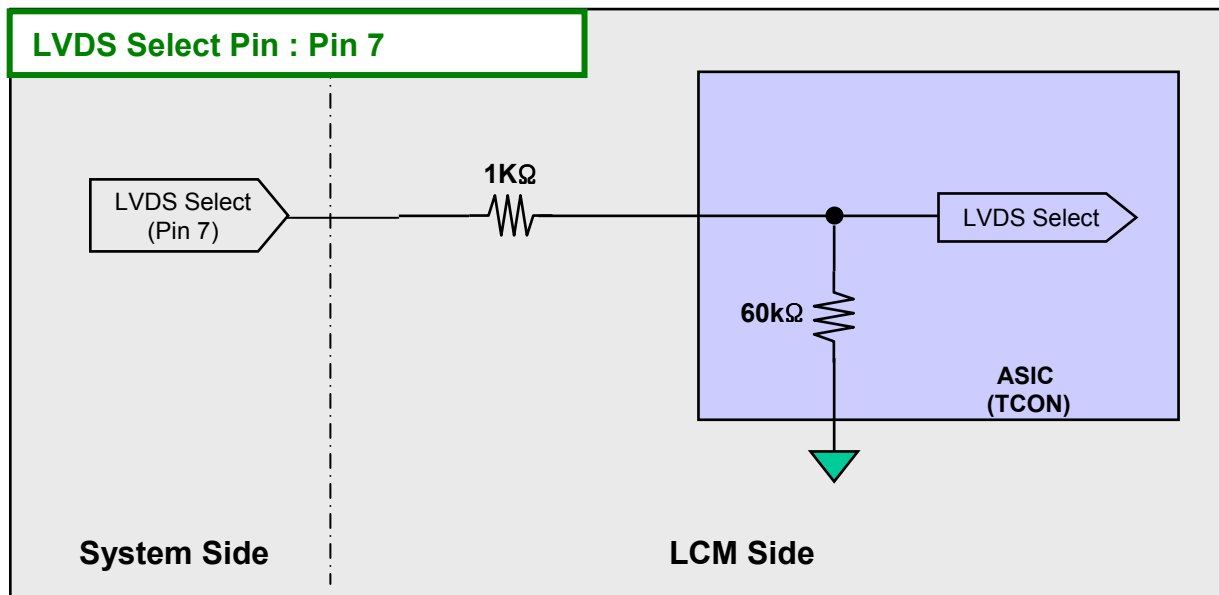 LVDS Select Pin : Pin 7
1KΩ
LVDS Select
(Pin 7)
LVDS Select
60kΩ
ASIC
(TCON)
System Side
LCM Side